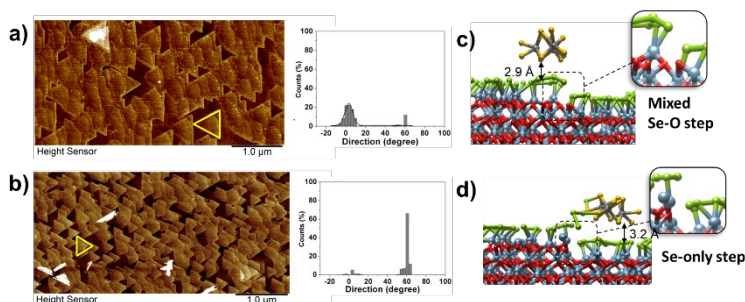 a)
Height Sensor
1.0 µm
Counts (%)
100
80
60
40
20
0
-20 0 20 40 60 80 100
Direction (degree)
b)
Height Sensor
1.0 µm
Counts (%)
100
80
60
40
20
0
-20 0 20 40 60 80 100
Direction (degree)
c)
2.9 Å
Mixed
Se-O step
d)
3.2 Å
Se-only step